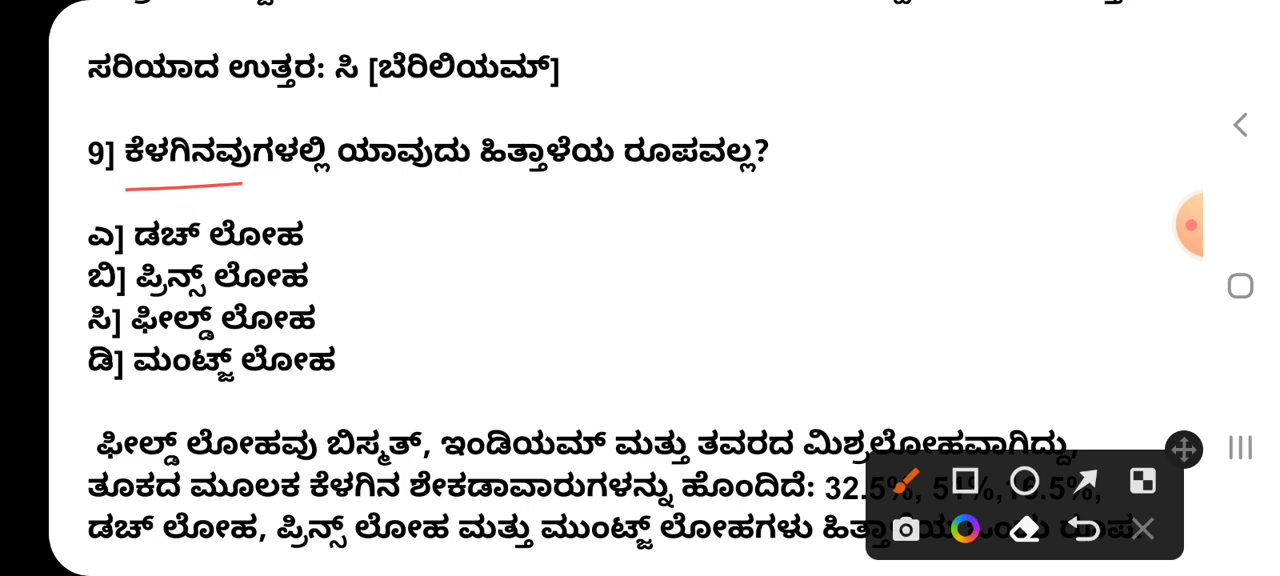 ಸರಿಯಾದ ಉತ್ತರ: ಸಿ [ಬೆರಿಲಿಯಮ್]
9] ಕೆಳಗಿನವುಗಳಲ್ಲಿ ಯಾವುದು ಹಿತ್ತಾಳೆಯ ರೂಪವಲ್ಲ?
ಎ] ಡಚ್ ಲೋಹ
ಬಿ] ಪ್ರಿನ್ಸ್ ಲೋಹ
ಸಿ] ಫೀಲ್ಡ್ ಲೋಹ
ಡಿ] ಮಂಟ್ಜ್ ಲೋಹ
ಫೀಲ್ಡ್ ಲೋಹವು ಬಿಸ್ಮತ್, ಇಂಡಿಯಮ್ ಮತ್ತು ತವರದ ಮಿಶ್ರಲೋಹವಾಗಿದ್ದು,
ತೂಕದ ಮೂಲಕ ಕೆಳಗಿನ ಶೇಕಡಾವಾರುಗಳನ್ನು ಹೊಂದಿದೆ: 32.5%,
ಡಚ್ ಲೋಹ, ಪ್ರಿನ್ಸ್ ಲೋಹ ಮತ್ತು ಮುಂಟ್ಜ್ ಲೋಹಗಳು